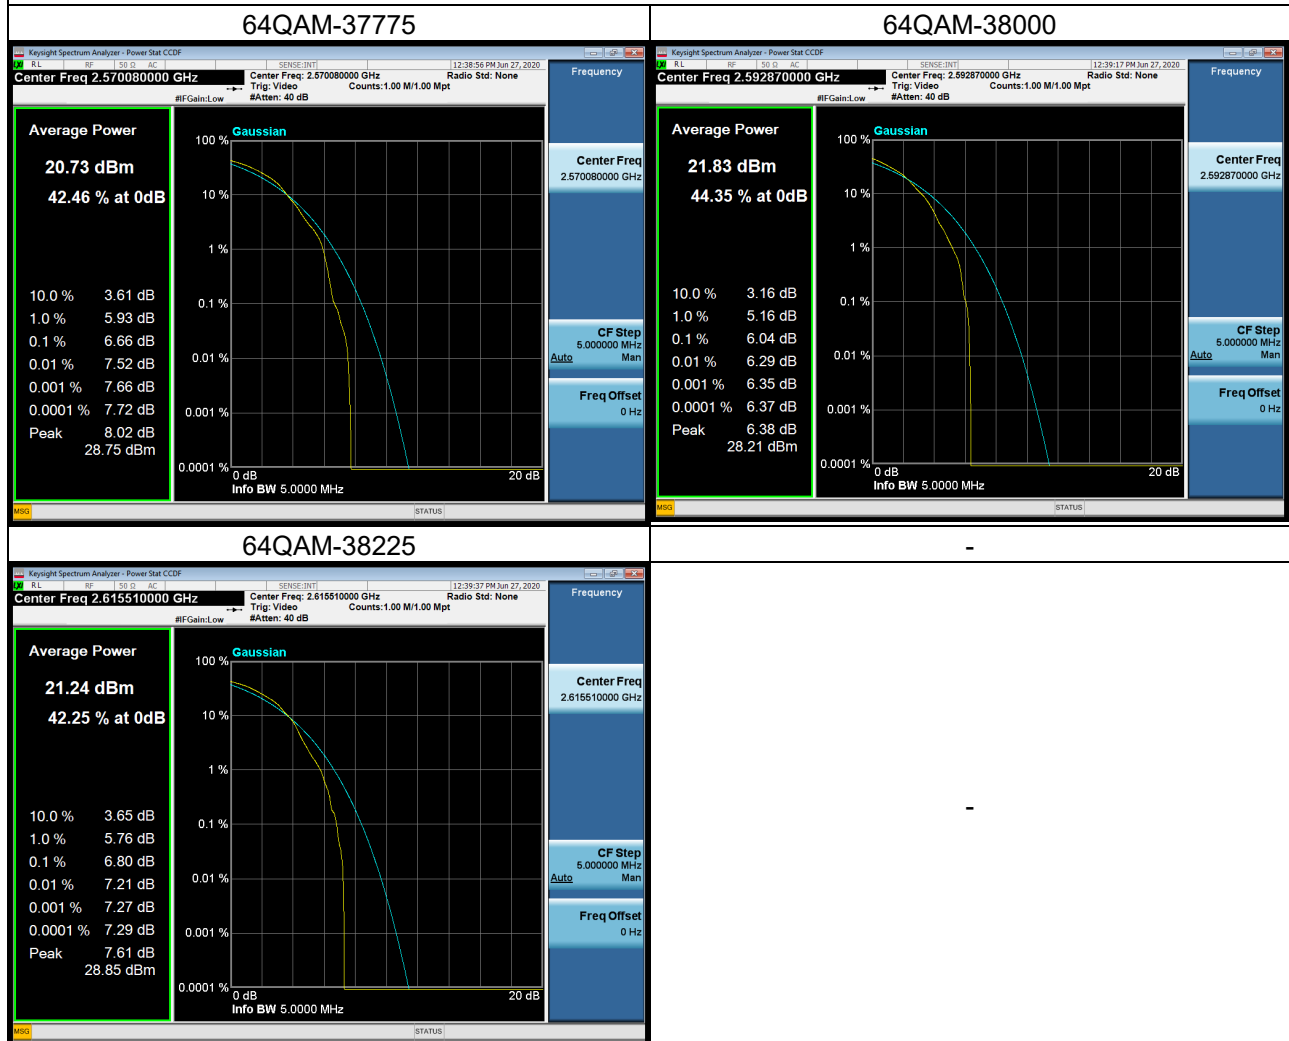 64QAM-37775
Keysight Spectrum Analyzer - Power Stat CCDF
LXI RL RF 50 Ω AC SENSE:INT 12:38:56 PM Jun 27, 2020
Center Freq 2.570080000 GHz Center Freq: 2.570080000 GHz Radio Std: None
Trig: Video Counts:1.00 M/1.00 Mpt
#IFGain:Low #Atten: 40 dB
Frequency
Average Power
20.73 dBm
42.46 % at 0dB
10.0 % 3.61 dB
1.0 % 5.93 dB
0.1 % 6.66 dB
0.01 % 7.52 dB
0.001 % 7.66 dB
0.0001 % 7.72 dB
Peak 8.02 dB
28.75 dBm
Gaussian
100 %
10 %
1 %
0.1 %
0.01 %
0.001 %
0.0001 %
0 dB 20 dB
Info BW 5.0000 MHz
Center Freq
2.570080000 GHz
CF Step
5.000000 MHz
Auto Man
Freq Offset
0 Hz
MSG STATUS
64QAM-38000
Keysight Spectrum Analyzer - Power Stat CCDF
LXI RL RF 50 Ω AC SENSE:INT 12:39:17 PM Jun 27, 2020
Center Freq 2.592870000 GHz Center Freq: 2.592870000 GHz Radio Std: None
Trig: Video Counts:1.00 M/1.00 Mpt
#IFGain:Low #Atten: 40 dB
Frequency
Average Power
21.83 dBm
44.35 % at 0dB
10.0 % 3.16 dB
1.0 % 5.16 dB
0.1 % 6.04 dB
0.01 % 6.29 dB
0.001 % 6.35 dB
0.0001 % 6.37 dB
Peak 6.38 dB
28.21 dBm
Gaussian
100 %
10 %
1 %
0.1 %
0.01 %
0.001 %
0.0001 %
0 dB 20 dB
Info BW 5.0000 MHz
Center Freq
2.592870000 GHz
CF Step
5.000000 MHz
Auto Man
Freq Offset
0 Hz
MSG STATUS
64QAM-38225
Keysight Spectrum Analyzer - Power Stat CCDF
LXI RL RF 50 Ω AC SENSE:INT 12:39:37 PM Jun 27, 2020
Center Freq 2.615510000 GHz Center Freq: 2.615510000 GHz Radio Std: None
Trig: Video Counts:1.00 M/1.00 Mpt
#IFGain:Low #Atten: 40 dB
Frequency
Average Power
21.24 dBm
42.25 % at 0dB
10.0 % 3.65 dB
1.0 % 5.76 dB
0.1 % 6.80 dB
0.01 % 7.21 dB
0.001 % 7.27 dB
0.0001 % 7.29 dB
Peak 7.61 dB
28.85 dBm
Gaussian
100 %
10 %
1 %
0.1 %
0.01 %
0.001 %
0.0001 %
0 dB 20 dB
Info BW 5.0000 MHz
Center Freq
2.615510000 GHz
CF Step
5.000000 MHz
Auto Man
Freq Offset
0 Hz
MSG STATUS
-
-